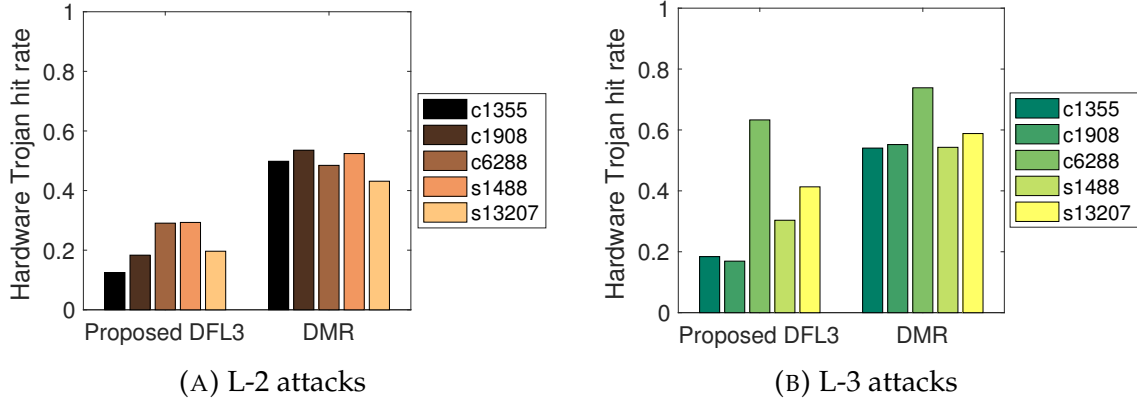 Hardware Trojan hit rate
1
0.8
0.6
0.4
0.2
0
Proposed DFL3 DMR
c1355
c1908
c6288
s1488
s13207
(A) L-2 attacks
Hardware Trojan hit rate
1
0.8
0.6
0.4
0.2
0
Proposed DFL3 DMR
c1355
c1908
c6288
s1488
s13207
(B) L-3 attacks